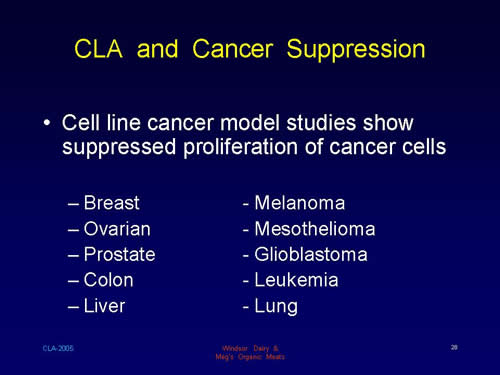 CLA and Cancer Suppression
• Cell line cancer model studies show
suppressed proliferation of cancer cells
– Breast - Melanoma
– Ovarian - Mesothelioma
– Prostate - Glioblastoma
– Colon - Leukemia
– Liver - Lung
CLA-2005 Windsor Dairy & 28
Meg's Organic Meats